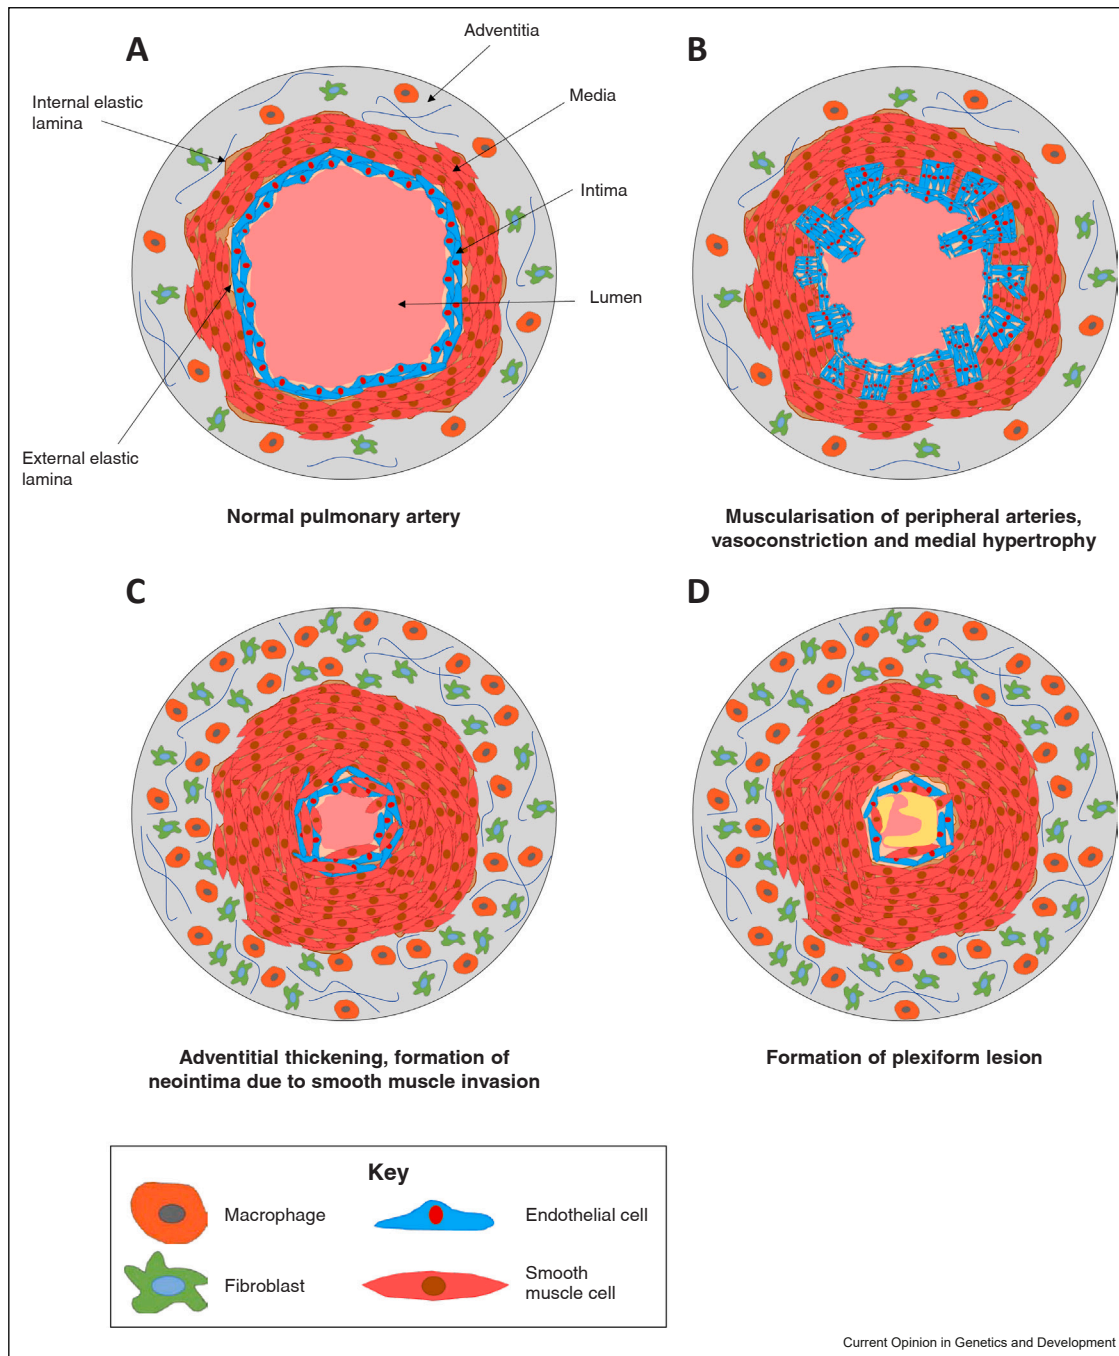 A
Adventitia
B
Internal elastic
lamina
Media
Intima
Lumen
External elastic
lamina
Normal pulmonary artery
Muscularisation of peripheral arteries,
vasoconstriction and medial hypertrophy
C
D
Adventitial thickening, formation of
neointima due to smooth muscle invasion
Formation of plexiform lesion
Key
Macrophage
Endothelial cell
Fibroblast
Smooth
muscle cell
Current Opinion in Genetics and Development